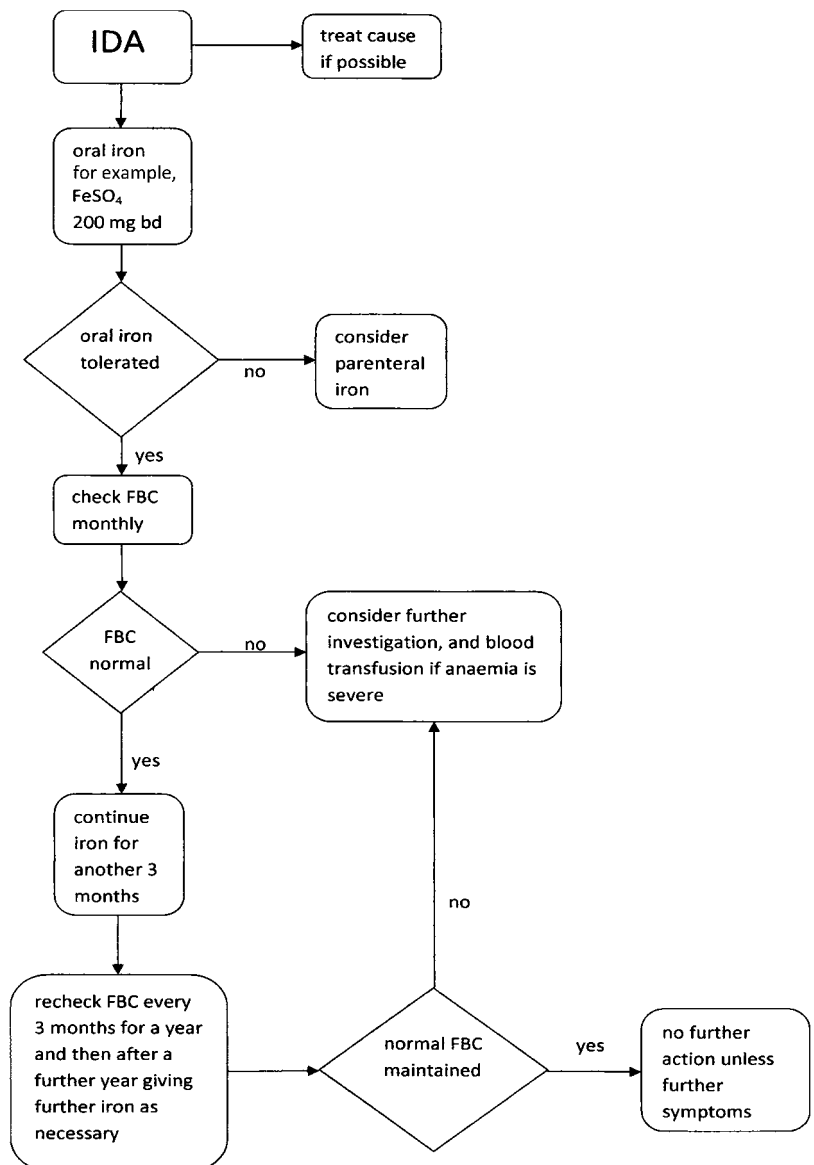 IDA
treat cause
if possible
oral iron
for example,
FeSO₄
200 mg bd
oral iron
tolerated
no
consider
parenteral
iron
yes
check FBC
monthly
FBC
normal
no
consider further
investigation, and blood
transfusion if anaemia is
severe
yes
continue
iron for
another 3
months
no
recheck FBC every
3 months for a year
and then after a
further year giving
further iron as
necessary
normal FBC
maintained
yes
no further
action unless
further
symptoms